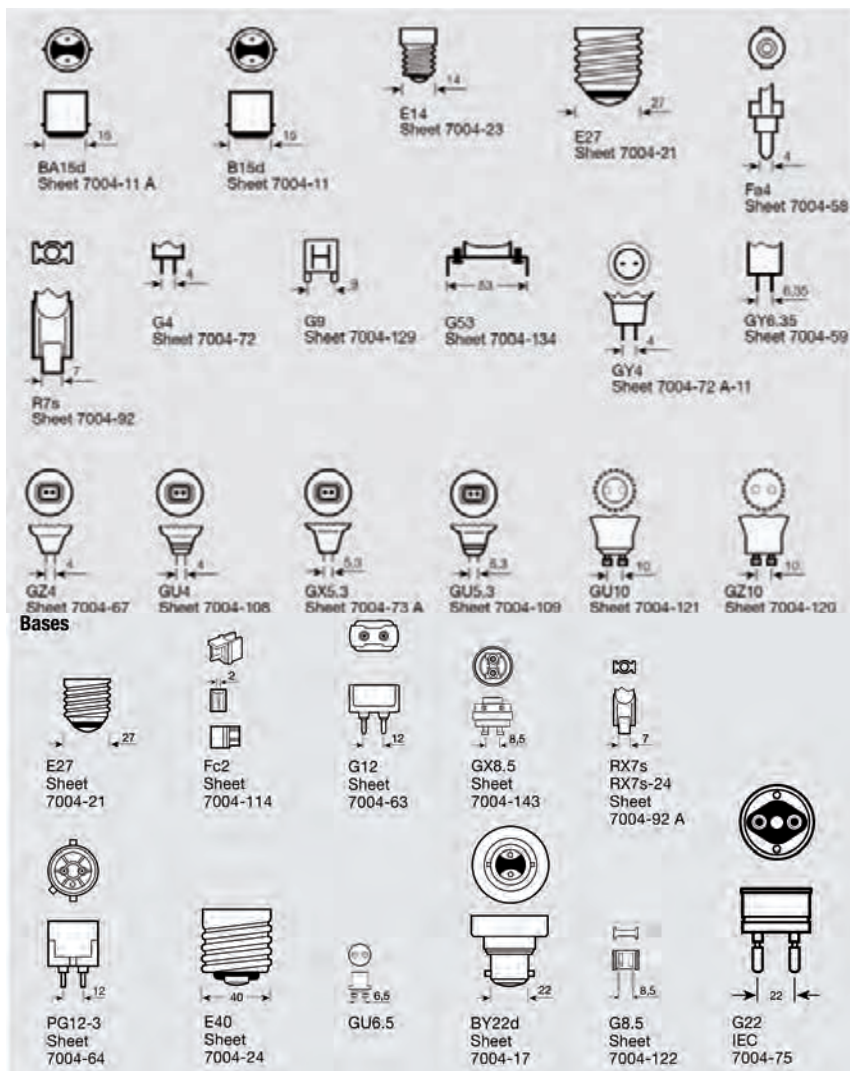 15
BA15d
Sheet 7004-11 A
15
B15d
Sheet 7004-11
14
E14
Sheet 7004-23
27
E27
Sheet 7004-21
4
Fa4
Sheet 7004-58
7
R7s
Sheet 7004-92
4
G4
Sheet 7004-72
9
G9
Sheet 7004-129
53
G53
Sheet 7004-134
4
GY4
Sheet 7004-72 A-11
6,35
GY6.35
Sheet 7004-59
4
GZ4
Sheet 7004-67
4
GU4
Sheet 7004-108
5,3
GX5.3
Sheet 7004-73 A
5,3
GU5.3
Sheet 7004-109
10
GU10
Sheet 7004-121
10
GZ10
Sheet 7004-120
Bases
27
E27
Sheet
7004-21
2
Fc2
Sheet
7004-114
12
G12
Sheet
7004-63
8,5
GX8.5
Sheet
7004-143
7
RX7s
RX7s-24
Sheet
7004-92 A
12
PG12-3
Sheet
7004-64
40
E40
Sheet
7004-24
6,5
GU6.5
22
BY22d
Sheet
7004-17
8,5
G8.5
Sheet
7004-122
22
G22
IEC
7004-75